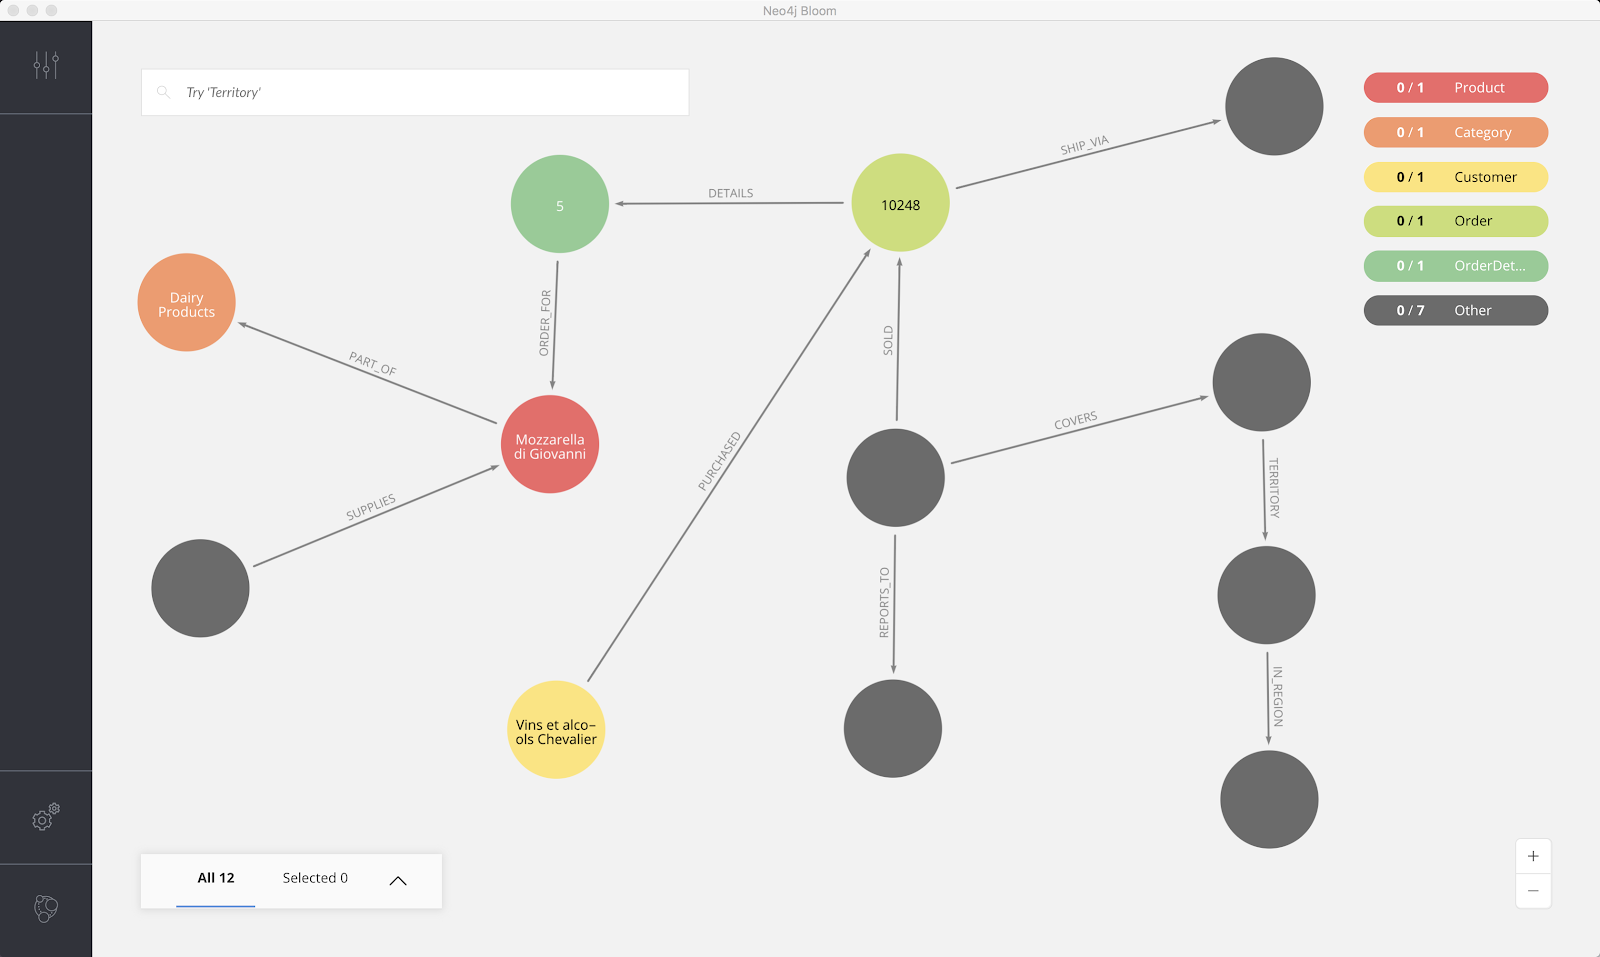 Neo4j Bloom
Try 'Territory'
0 / 1 Product
0 / 1 Category
0 / 1 Customer
0 / 1 Order
0 / 1 OrderDet...
0 / 7 Other
SHIP_VIA
DETAILS
5
10248
Dairy
Products
ORDER_FOR
SOLD
PART_OF
COVERS
Mozzarella
di Giovanni
PURCHASED
TERRITORY
SUPPLIES
REPORTS_TO
IN_REGION
Vins et alco–
ols Chevalier
All 12
Selected 0
+
–